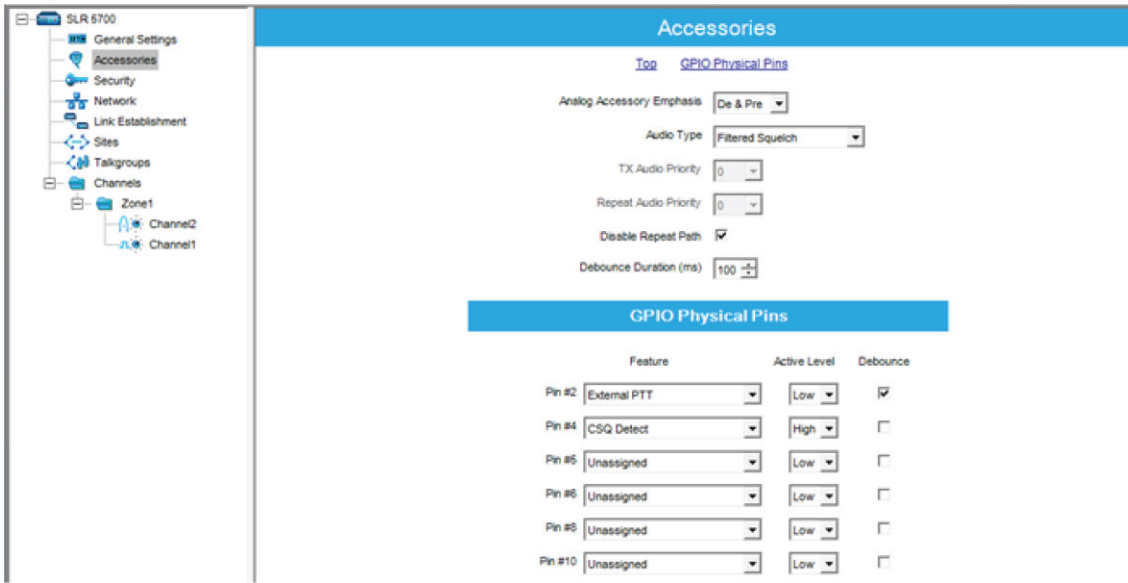 SLR 5700
General Settings
Accessories
Security
Network
Link Establishment
Sites
Talkgroups
Channels
Zone1
Channel2
Channel1
Accessories
Top GPIO Physical Pins
Analog Accessory Emphasis De & Pre
Audio Type Filtered Squelch
TX Audio Priority 0
Repeat Audio Priority 0
Disable Repeat Path
Debounce Duration (ms) 100
GPIO Physical Pins
Feature Active Level Debounce
Pin #2 External PTT Low
Pin #4 CSQ Detect High
Pin #5 Unassigned Low
Pin #6 Unassigned Low
Pin #8 Unassigned Low
Pin #10 Unassigned Low